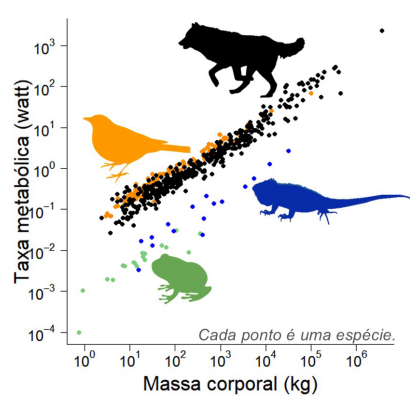 Taxa metabólica (watt)
10³
10²
10¹
10⁰
10⁻¹
10⁻²
10⁻³
10⁻⁴
Cada ponto é uma espécie.
10⁰ 10¹ 10² 10³ 10⁴ 10⁵ 10⁶
Massa corporal (kg)